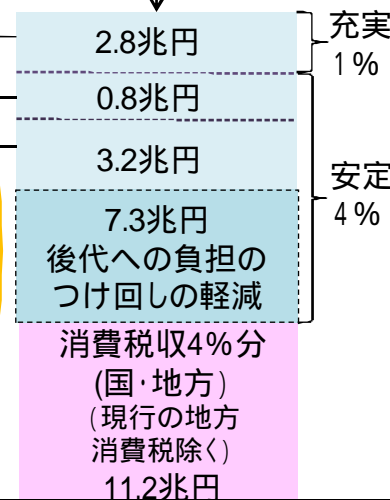 2.8兆円
充実
1%
0.8兆円
3.2兆円
安定
4%
7.3兆円
後代への負担の
つけ回しの軽減
消費税収4%分
(国・地方)
(現行の地方
消費税除く)
11.2兆円